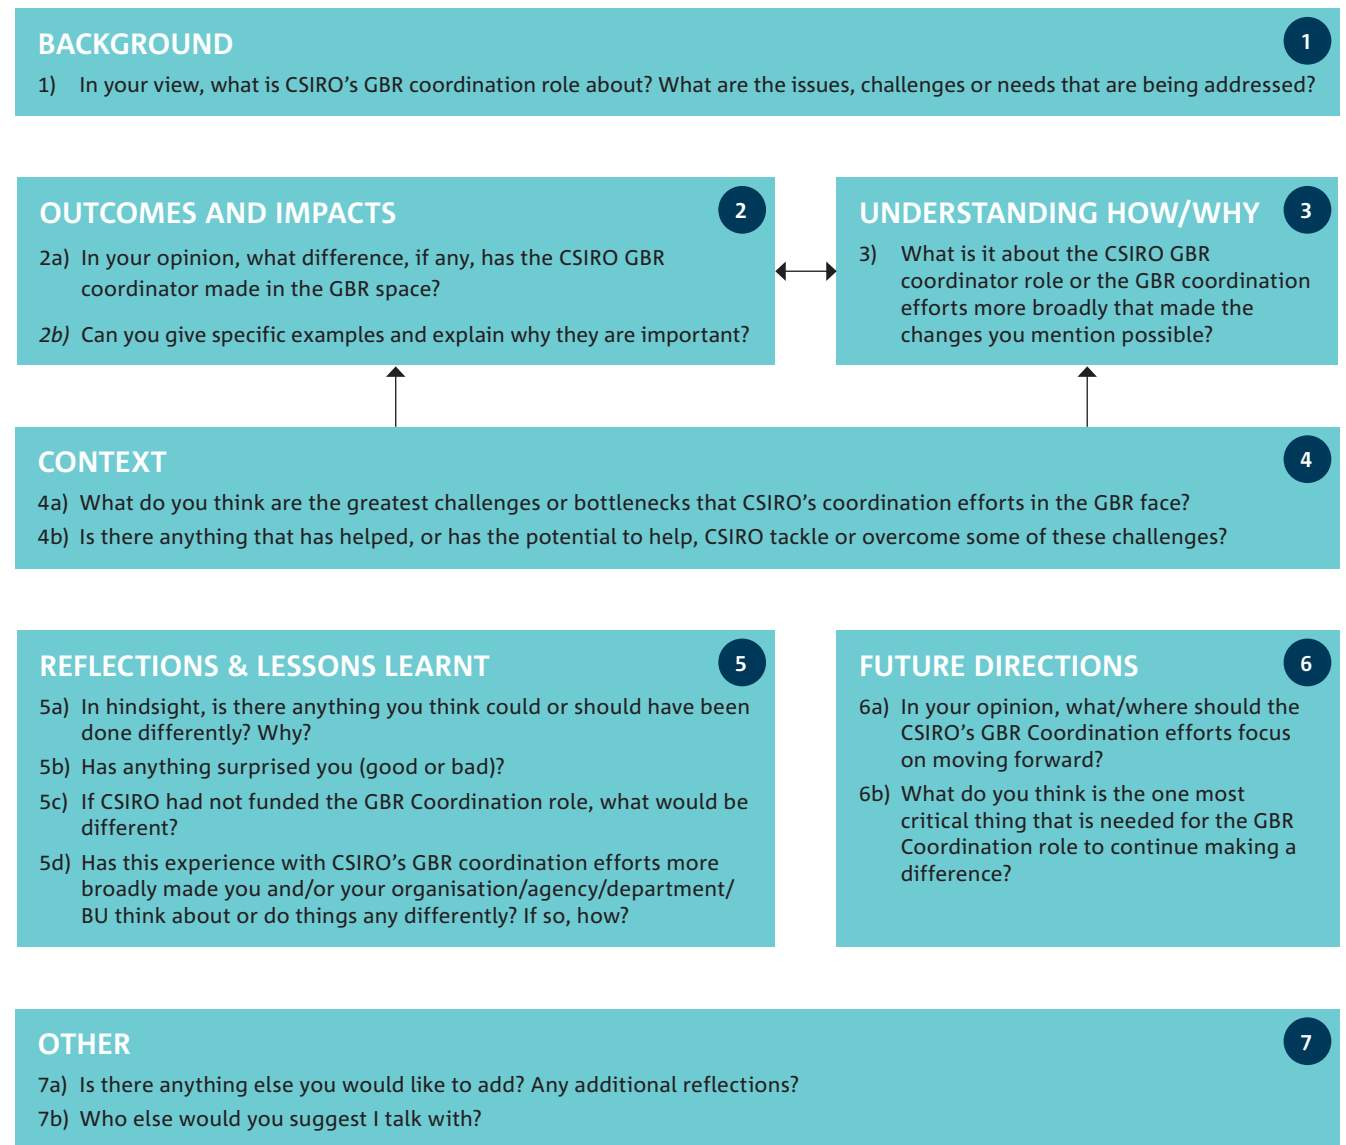 BACKGROUND
1
1) In your view, what is CSIRO’s GBR coordination role about? What are the issues, challenges or needs that are being addressed?
OUTCOMES AND IMPACTS
2
2a) In your opinion, what difference, if any, has the CSIRO GBR
coordinator made in the GBR space?
2b) Can you give specific examples and explain why they are important?
UNDERSTANDING HOW/WHY
3
3) What is it about the CSIRO GBR
coordinator role or the GBR coordination
efforts more broadly that made the
changes you mention possible?
CONTEXT
4
4a) What do you think are the greatest challenges or bottlenecks that CSIRO’s coordination efforts in the GBR face?
4b) Is there anything that has helped, or has the potential to help, CSIRO tackle or overcome some of these challenges?
REFLECTIONS & LESSONS LEARNT
5
5a) In hindsight, is there anything you think could or should have been
done differently? Why?
5b) Has anything surprised you (good or bad)?
5c) If CSIRO had not funded the GBR Coordination role, what would be
different?
5d) Has this experience with CSIRO’s GBR coordination efforts more
broadly made you and/or your organisation/agency/department/
BU think about or do things any differently? If so, how?
FUTURE DIRECTIONS
6
6a) In your opinion, what/where should the
CSIRO’s GBR Coordination efforts focus
on moving forward?
6b) What do you think is the one most
critical thing that is needed for the GBR
Coordination role to continue making a
difference?
OTHER
7
7a) Is there anything else you would like to add? Any additional reflections?
7b) Who else would you suggest I talk with?